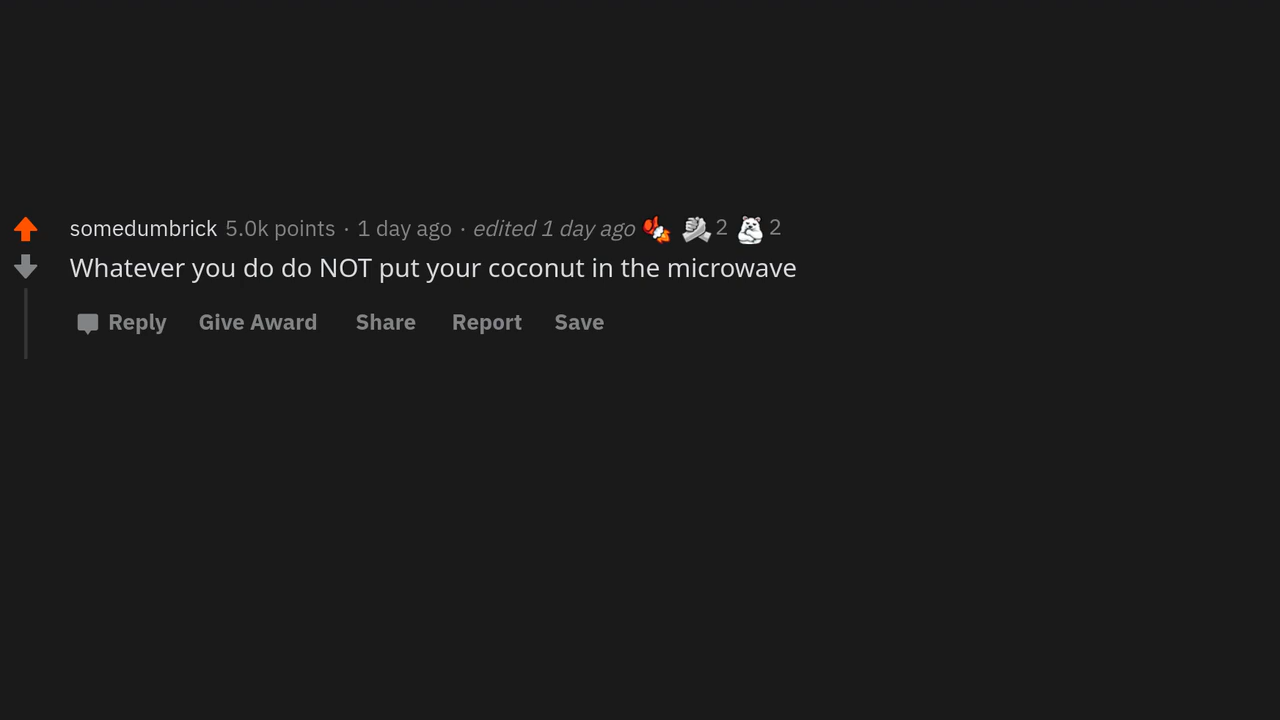 somedumbrick 5.0k points · 1 day ago · edited 1 day ago 2 2
Whatever you do do NOT put your coconut in the microwave
Reply Give Award Share Report Save